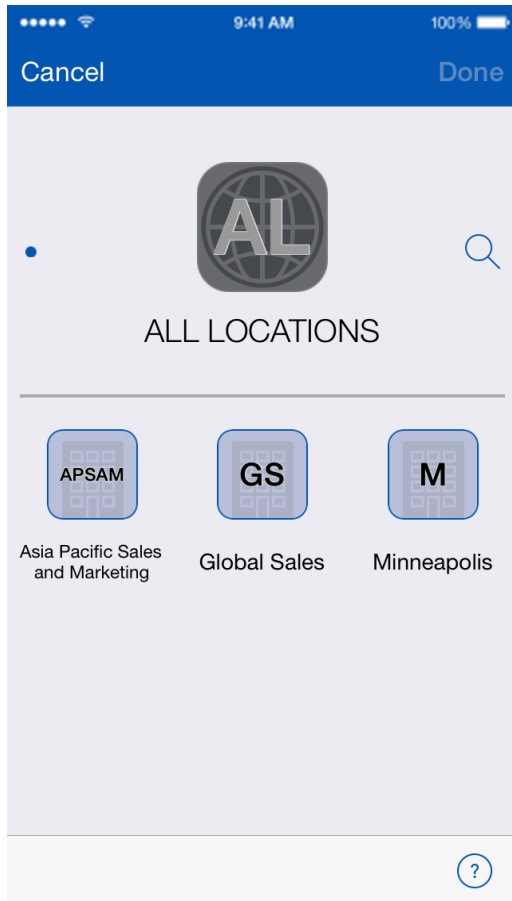 9:41 AM
100%
Cancel
Done
AL
ALL LOCATIONS
APSAM
GS
M
Asia Pacific Sales
and Marketing
Global Sales
Minneapolis
?